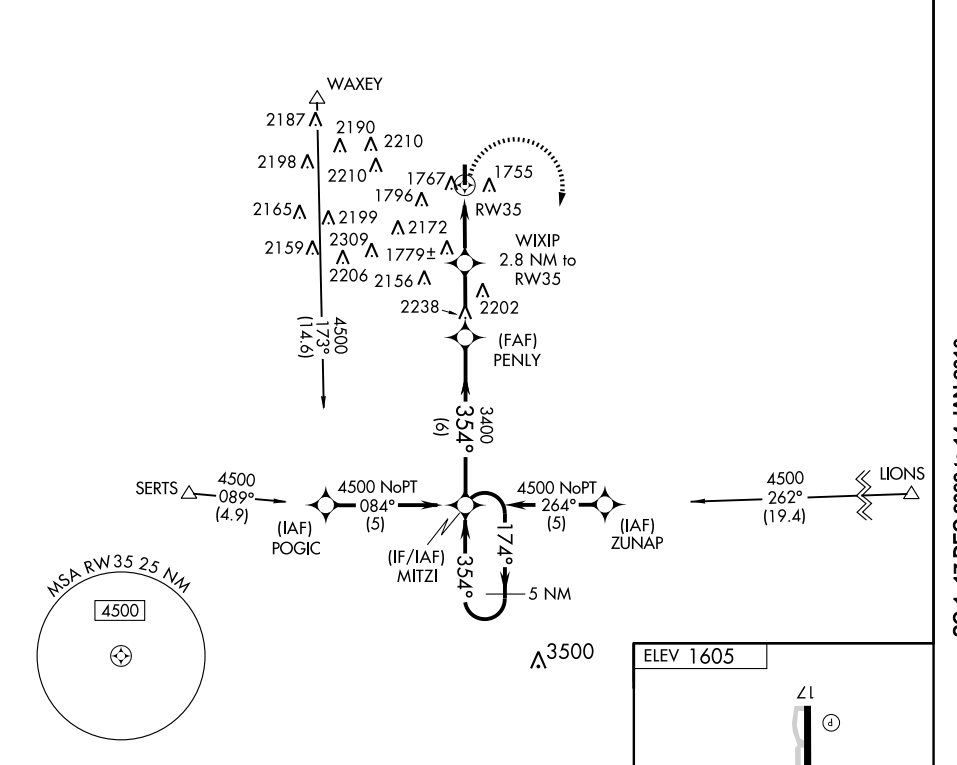 WAXEY
2187
2190
2210
2198
2210
1767
1755
1796
RW35
2165
2199
2172
WIXIP
2.8 NM to
RW35
2309
2159
1779±
2206
2156
2238
2202
(FAF)
PENLY
4500
173°
(14.6)
3400
354°
(6)
SERTS
4500
089°
(4.9)
4500 NoPT
084°
(5)
4500 NoPT
264°
(5)
4500
262°
(19.4)
LIONS
(IAF)
POGIC
(IF/IAF)
MITZI
(IAF)
ZUNAP
174°
354°
5 NM
MSA RW35 25 NM
4500
3500
ELEV 1605
17
P